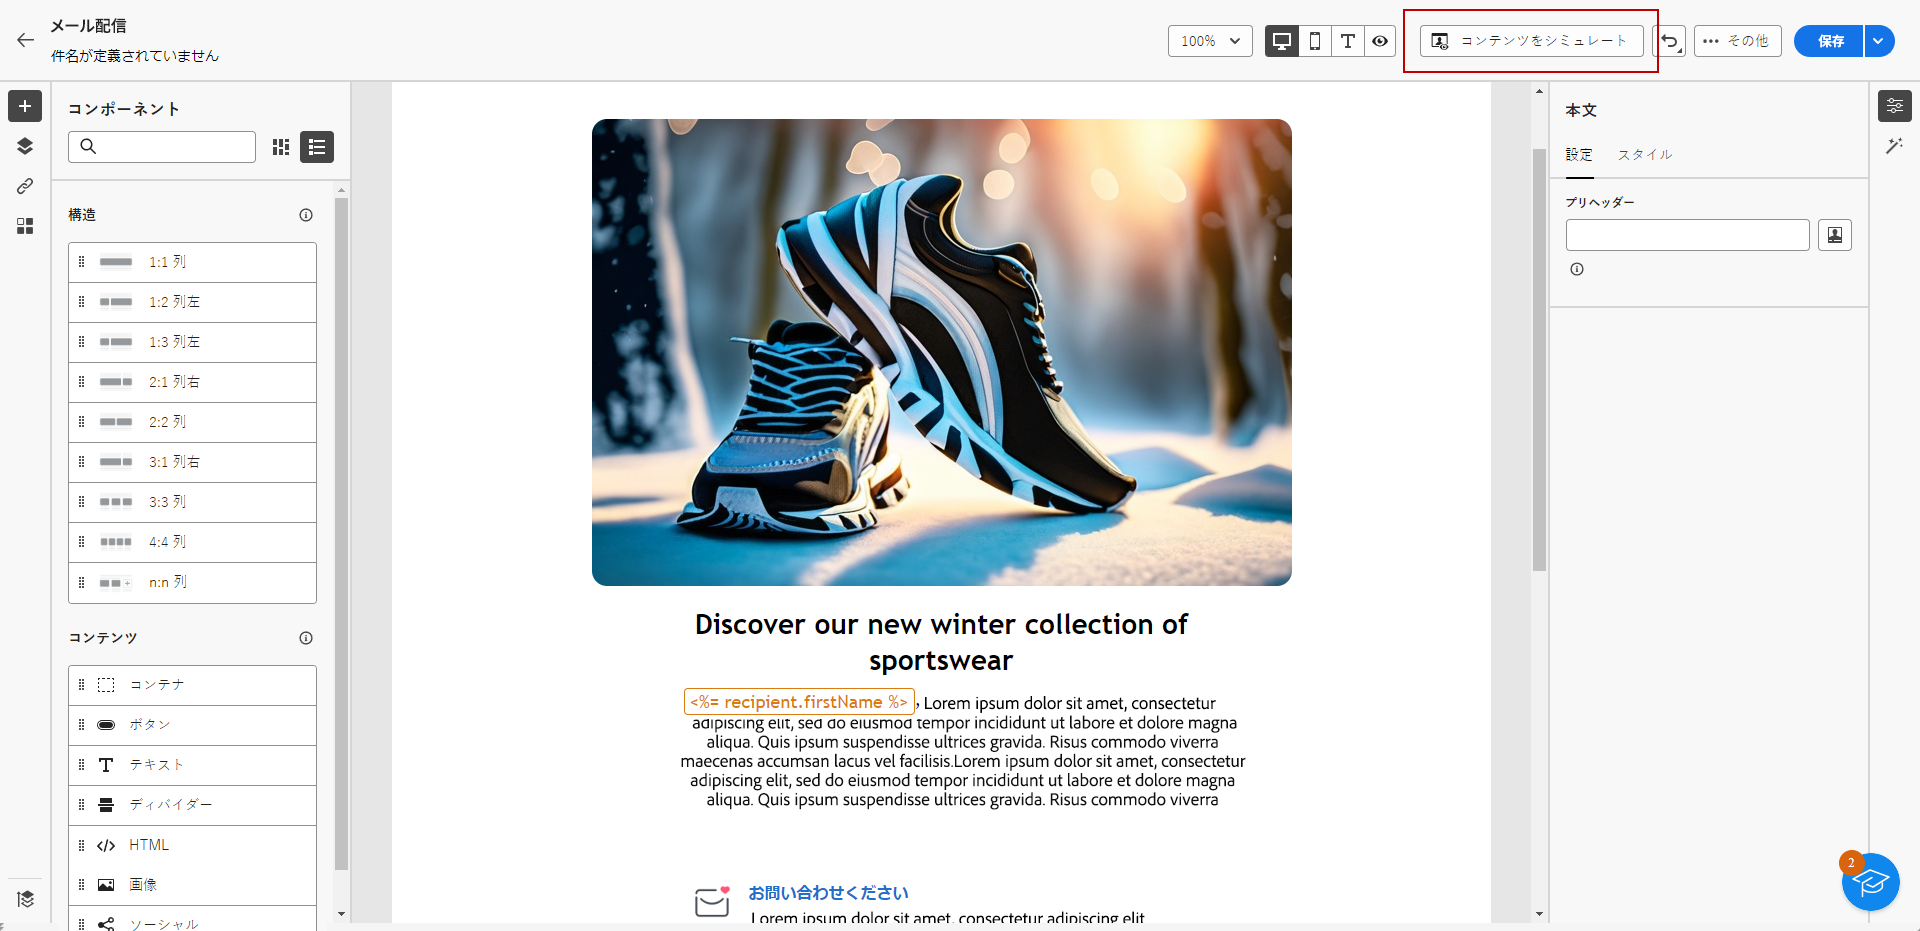 メール配信
件名が定義されていません
100%
コンテンツをシミュレート
その他
保存
コンポーネント
構造
1:1 列
1:2 列左
1:3 列左
2:1 列右
2:2 列
3:1 列右
3:3 列
4:4 列
n:n 列
コンテンツ
コンテナ
ボタン
テキスト
ディバイダー
HTML
画像
ソーシャル
Discover our new winter collection of
sportswear
<%= recipient.firstName %> , Lorem ipsum dolor sit amet, consectetur
adipiscing elit, sed do eiusmod tempor incididunt ut labore et dolore magna
aliqua. Quis ipsum suspendisse ultrices gravida. Risus commodo viverra
maecenas accumsan lacus vel facilisis.Lorem ipsum dolor sit amet, consectetur
adipiscing elit, sed do eiusmod tempor incididunt ut labore et dolore magna
aliqua. Quis ipsum suspendisse ultrices gravida. Risus commodo viverra
お問い合わせください
Lorem ipsum dolor sit amet, consectetur adipiscing elit
本文
設定 スタイル
プリヘッダー
2